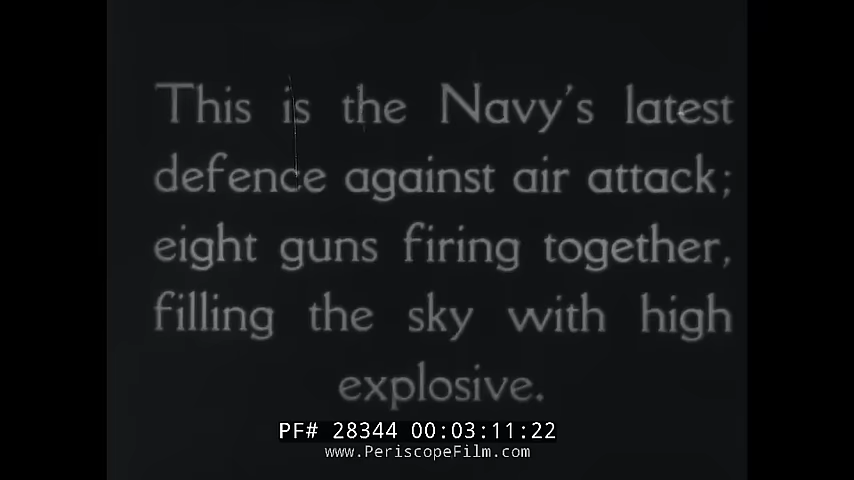 This is the Navy's latest
defence against air attack;
eight guns firing together,
filling the sky with high
explosive.
PF# 28344 00:03:11:22
www.PeriscopeFilm.com